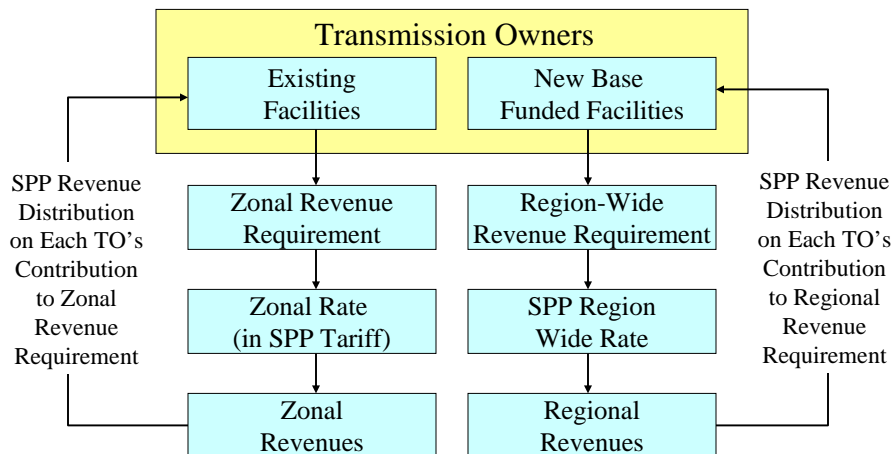 Transmission Owners
Existing
Facilities
New Base
Funded Facilities
SPP Revenue
Distribution
on Each TO's
Contribution
to Zonal
Revenue
Requirement
Zonal Revenue
Requirement
Region-Wide
Revenue Requirement
SPP Revenue
Distribution
on Each TO's
Contribution
to Regional
Revenue
Requirement
Zonal Rate
(in SPP Tariff)
SPP Region
Wide Rate
Zonal
Revenues
Regional
Revenues